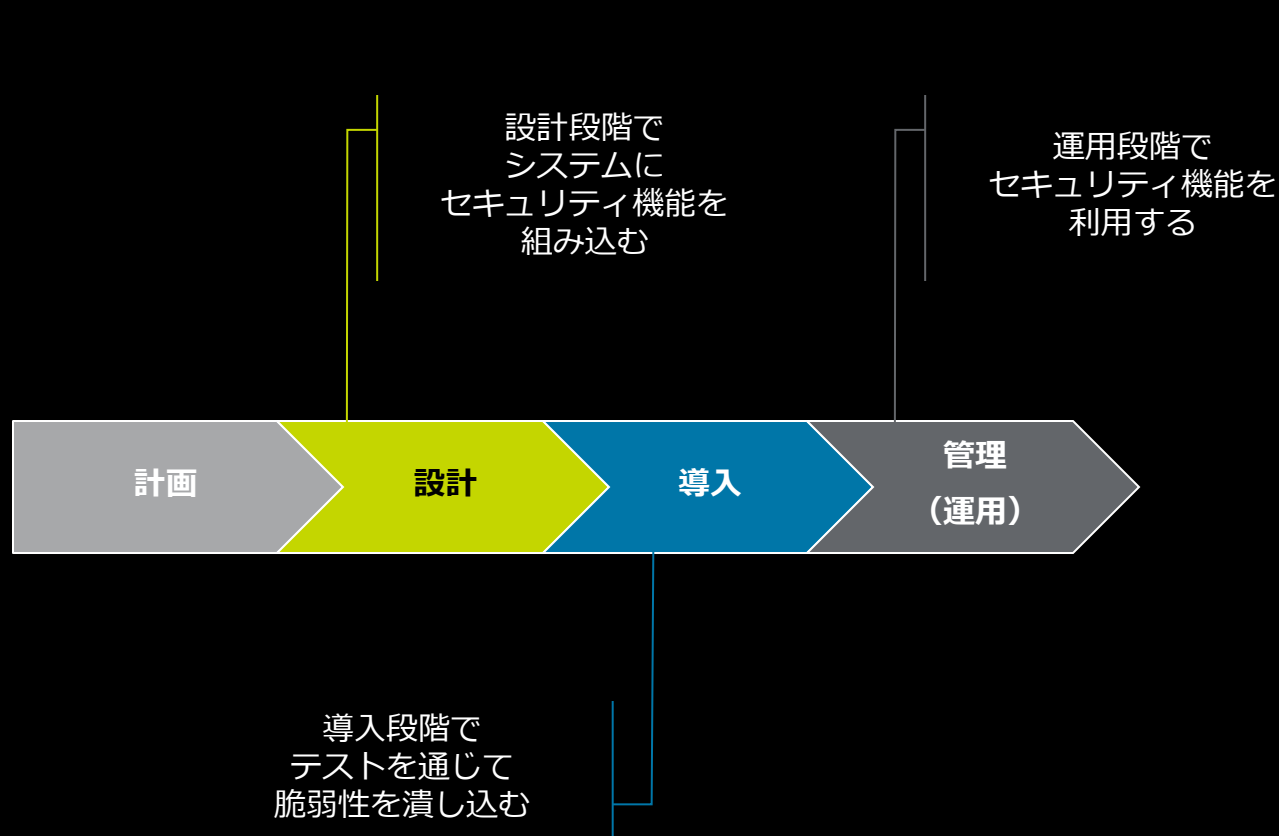 設計段階で
システムに
セキュリティ機能を
組み込む
運用段階で
セキュリティ機能を
利用する
計画
設計
導入
管理
（運用）
導入段階で
テストを通じて
脆弱性を潰し込む